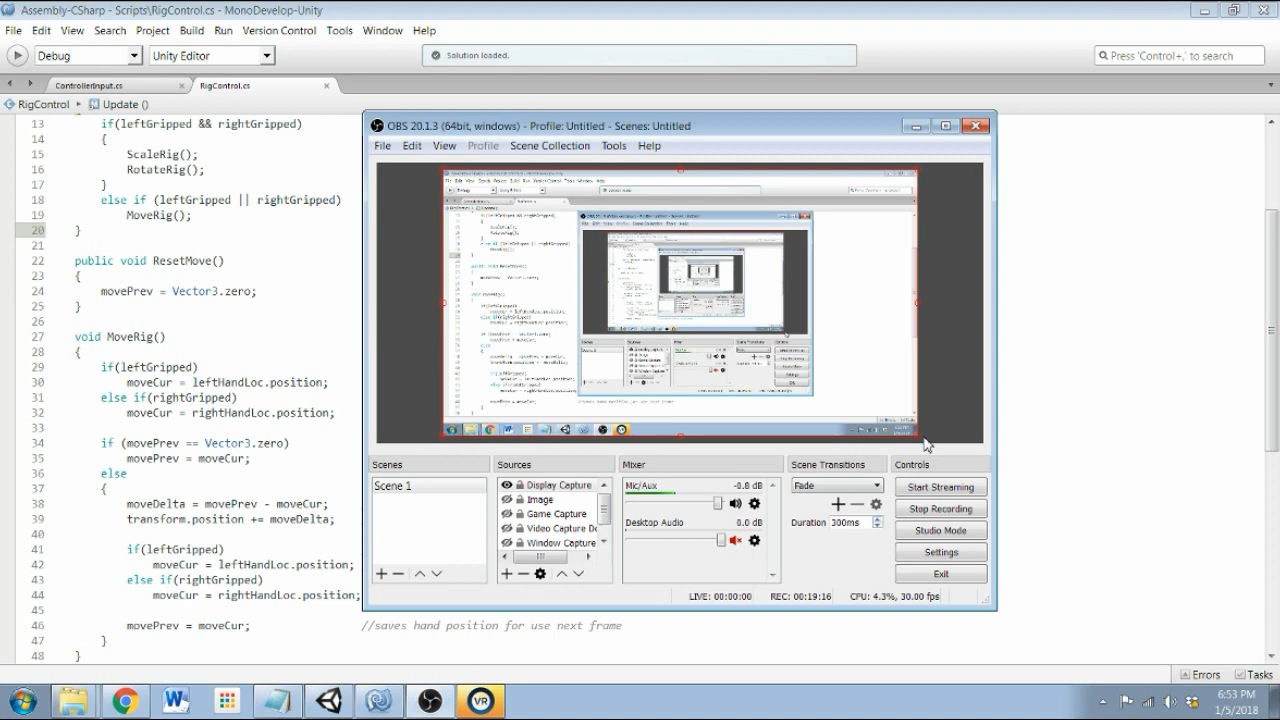 Assembly-CSharp - Scripts\RigControl.cs - MonoDevelop-Unity
File Edit View Search Project Build Run Version Control Tools Window Help
Debug Unity Editor Solution loaded. Press 'Control+,' to search
ControllerInput.cs RigControl.cs
RigControl Update ()
13 if(leftGripped && rightGripped)
14 {
15 ScaleRig();
16 RotateRig();
17 }
18 else if (leftGripped || rightGripped)
19 MoveRig();
20 }
21
22 public void ResetMove()
23 {
24 movePrev = Vector3.zero;
25 }
26
27 void MoveRig()
28 {
29 if(leftGripped)
30 moveCur = leftHandLoc.position;
31 else if(rightGripped)
32 moveCur = rightHandLoc.position;
33
34 if (movePrev == Vector3.zero)
35 movePrev = moveCur;
36 else
37 {
38 moveDelta = movePrev - moveCur;
39 transform.position += moveDelta;
40
41 if(leftGripped)
42 moveCur = leftHandLoc.position;
43 else if(rightGripped)
44 moveCur = rightHandLoc.position;
45
46 movePrev = moveCur; //saves hand position for use next frame
47 }
48 }
OBS 20.1.3 (64bit, windows) - Profile: Untitled - Scenes: Untitled
File Edit View Profile Scene Collection Tools Help
Scenes
Scene 1
Sources
Display Capture
Image
Game Capture
Video Capture De
Window Capture
Mixer
Mic/Aux -0.8 dB
Desktop Audio 0.0 dB
Scene Transitions
Fade
Duration 300ms
Controls
Start Streaming
Stop Recording
Studio Mode
Settings
Exit
LIVE: 00:00:00 REC: 00:19:16 CPU: 4.3%, 30.00 fps
Errors Tasks
W VR
6:53 PM
1/5/2018